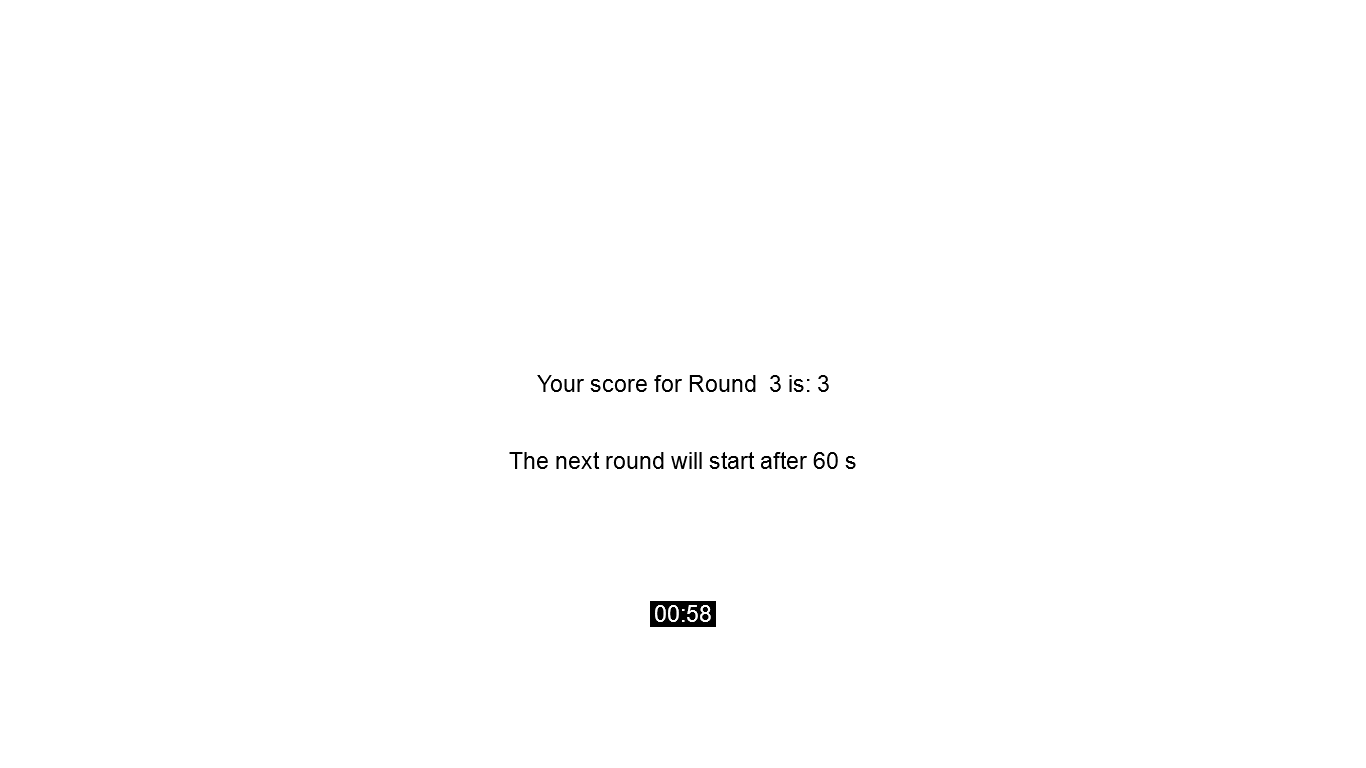 Your score for Round  3 is: 3
The next round will start after 60 s
00:58